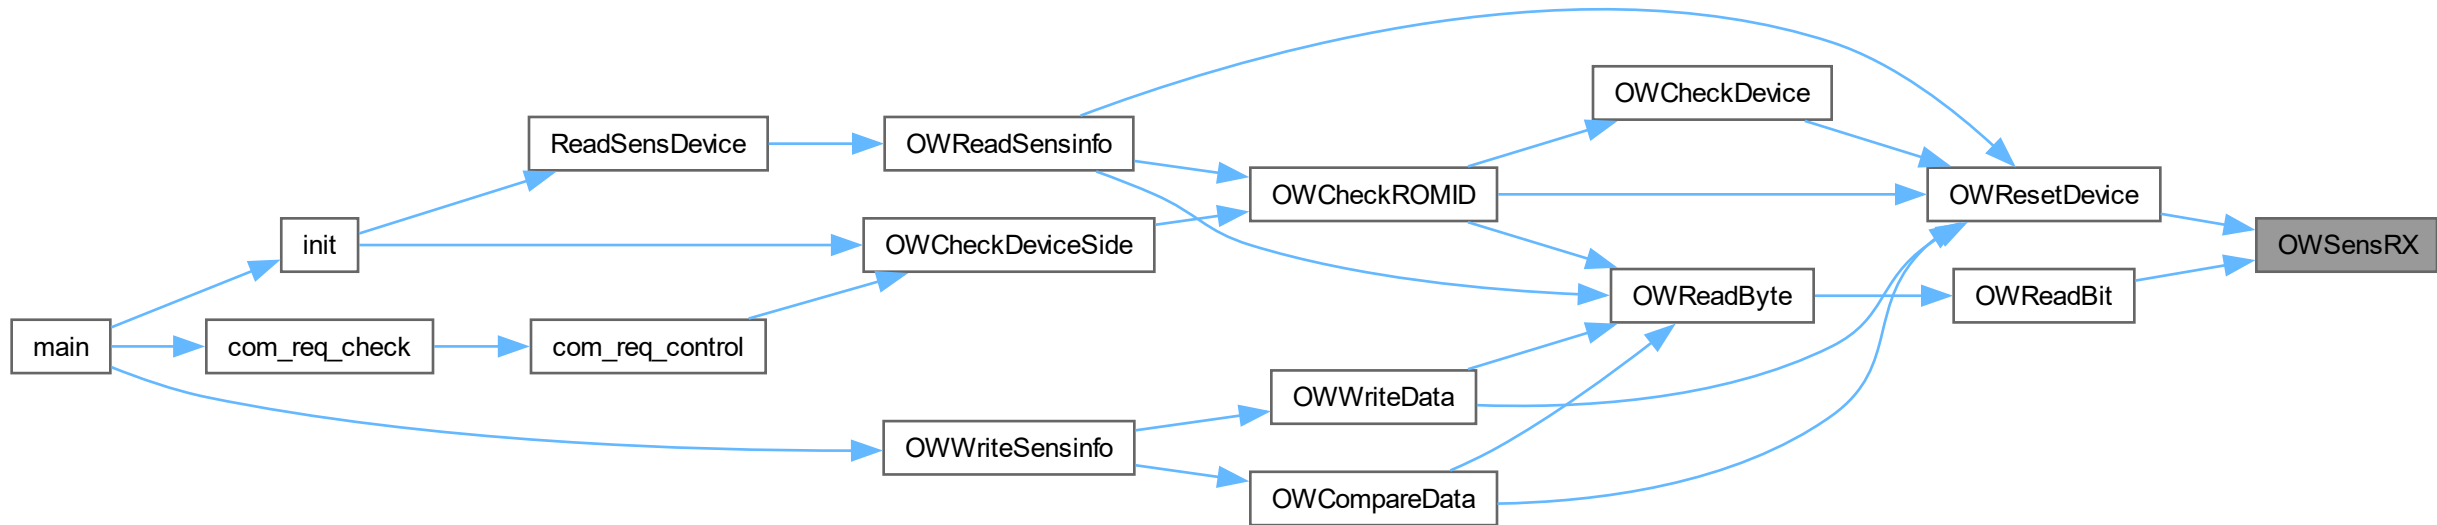 OWCheckDevice
ReadSensDevice
OWReadSensinfo
OWCheckROMID
OWResetDevice
init
OWCheckDeviceSide
OWSensRX
OWReadByte
OWReadBit
main
com_req_check
com_req_control
OWWriteData
OWWriteSensinfo
OWCompareData